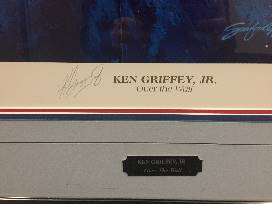 KEN GRIFFEY, JR.
Over the Wall
KEN GRIFFEY, JR
Over The Wall